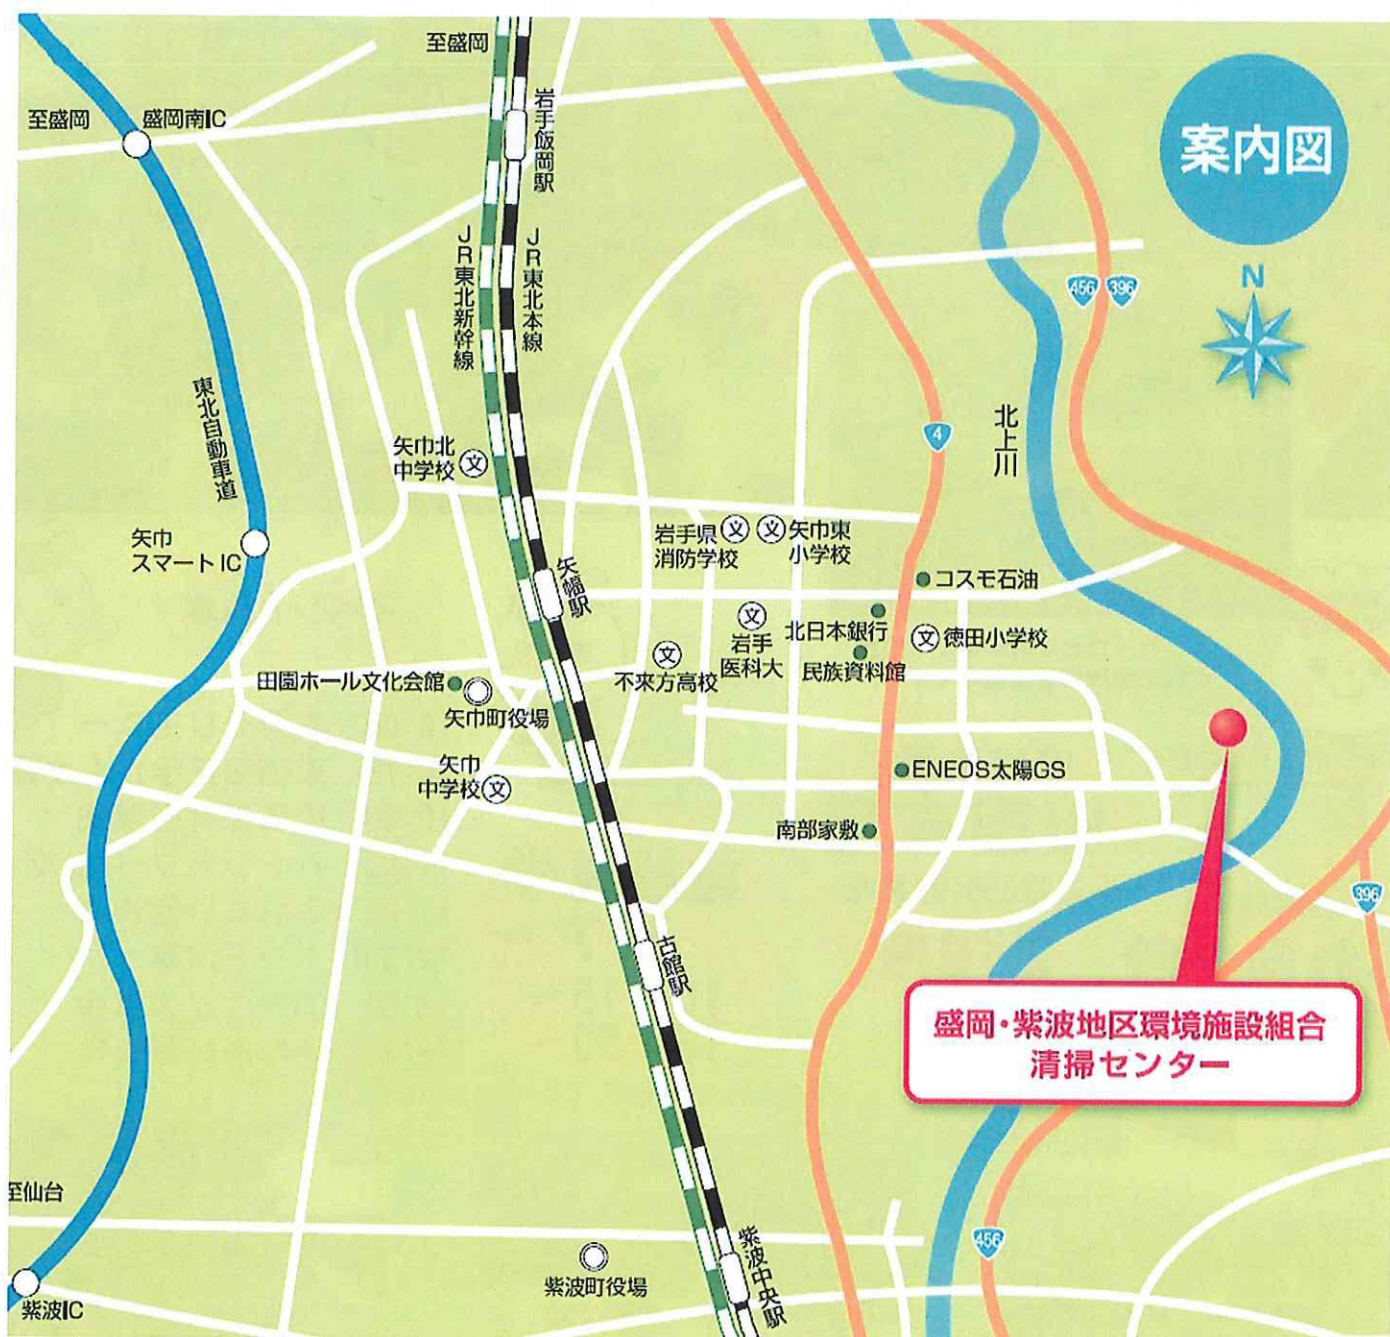 至盛岡
案内図
至盛岡
盛岡南IC
岩手飯岡駅
JR東北新幹線
JR東北本線
N
456
396
東北自動車道
4
北上川
矢巾北
中学校
文
矢巾
スマートIC
岩手県
消防学校
文
文
矢巾東
小学校
矢幅駅
コスモ石油
文
岩手
医科大
北日本銀行
文
徳田小学校
民族資料館
文
不来方高校
田園ホール文化会館
矢巾町役場
矢巾
中学校
文
ENEOS太陽GS
南部家敷
396
古館駅
盛岡・紫波地区環境施設組合
清掃センター
至仙台
456
紫波町役場
紫波中央駅
紫波IC